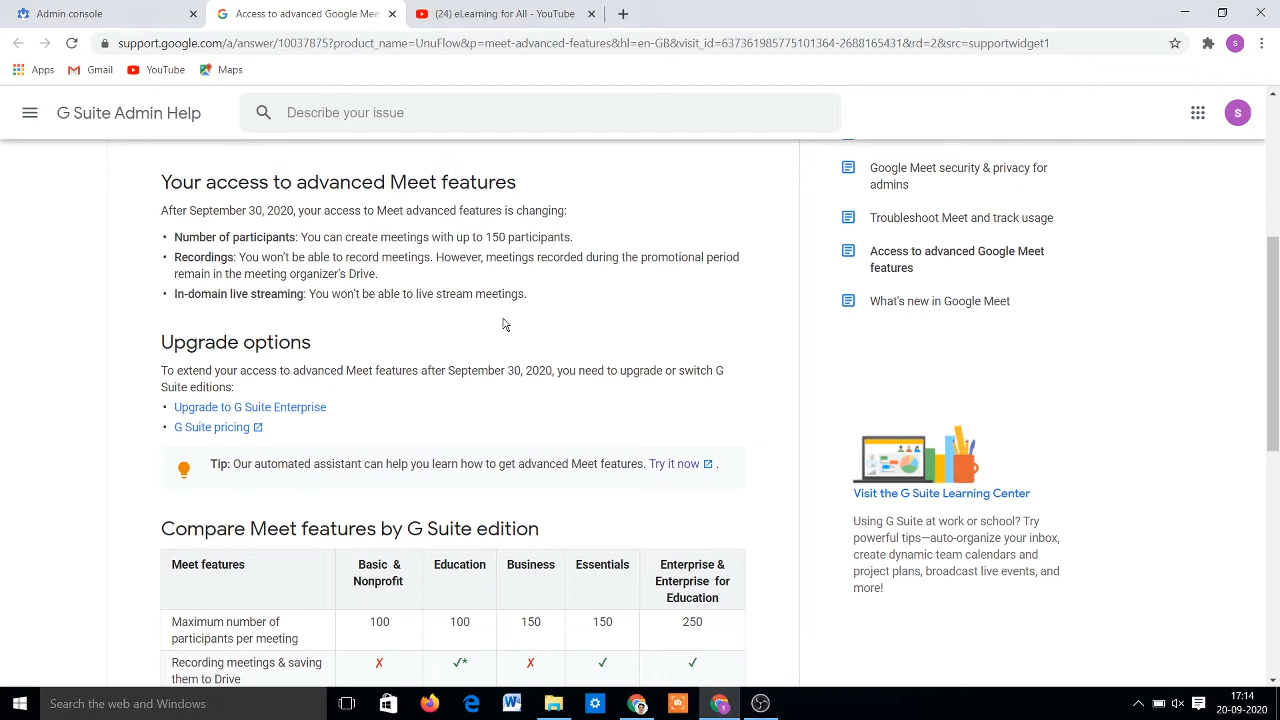 Admin console
Access to advanced Google Mee
(24) eLearning for All - YouTube
support.google.com/a/answer/10037875?product_name=UnuFlow&p=meet-advanced-features&hl=en-GB&visit_id=637361985775101364-2688165431&rd=2&src=supportwidget1
S
Apps
Gmail
YouTube
Maps
G Suite Admin Help
Describe your issue
s
Your access to advanced Meet features
After September 30, 2020, your access to Meet advanced features is changing:
• Number of participants: You can create meetings with up to 150 participants.
• Recordings: You won't be able to record meetings. However, meetings recorded during the promotional period
remain in the meeting organizer's Drive.
• In-domain live streaming: You won't be able to live stream meetings.
Upgrade options
To extend your access to advanced Meet features after September 30, 2020, you need to upgrade or switch G
Suite editions:
• Upgrade to G Suite Enterprise
• G Suite pricing
Tip: Our automated assistant can help you learn how to get advanced Meet features. Try it now .
Compare Meet features by G Suite edition
Meet features
Basic &
Nonprofit
Education
Business
Essentials
Enterprise &
Enterprise for
Education
Maximum number of
participants per meeting
100
100
150
150
250
Recording meetings & saving
them to Drive
✗
✓*
✗
✓
✓
Google Meet security & privacy for
admins
Troubleshoot Meet and track usage
Access to advanced Google Meet
features
What's new in Google Meet
Visit the G Suite Learning Center
Using G Suite at work or school? Try
powerful tips—auto-organize your inbox,
create dynamic team calendars and
project plans, broadcast live events, and
more!
Search the web and Windows
17:14
20-09-2020